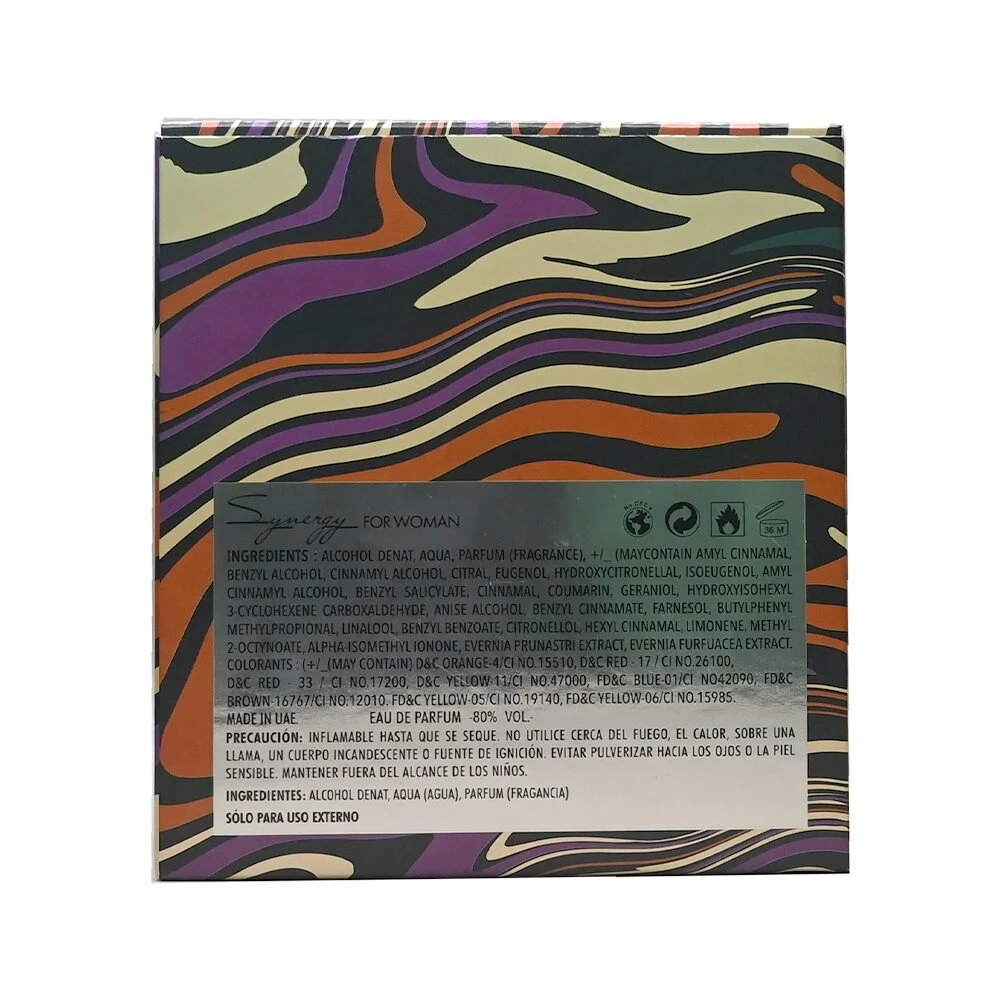 Synergy FOR WOMAN
No CFC's
36 M
INGREDIENTS : ALCOHOL DENAT, AQUA, PARFUM (FRAGRANCE), +/_ (MAYCONTAIN AMYL CINNAMAL,
BENZYL ALCOHOL, CINNAMYL ALCOHOL, CITRAL, EUGENOL, HYDROXYCITRONELLAL, ISOEUGENOL, AMYL
CINNAMYL ALCOHOL, BENZYL SALICYLATE, CINNAMAL, COUMARIN, GERANIOL, HYDROXYISOHEXYL
3-CYCLOHEXENE CARBOXALDEHYDE, ANISE ALCOHOL, BENZYL CINNAMATE, FARNESOL, BUTYLPHENYL
METHYLPROPIONAL, LINALOOL, BENZYL BENZOATE, CITRONELLOL, HEXYL CINNAMAL, LIMONENE, METHYL
2-OCTYNOATE, ALPHA-ISOMETHYL IONONE, EVERNIA PRUNASTRI EXTRACT, EVERNIA FURFUACEA EXTRACT.
COLORANTS : (+/_(MAY CONTAIN) D&C ORANGE-4/CI NO.15510, D&C RED - 17 / CI NO.26100,
D&C RED - 33 / CI NO.17200, D&C YELLOW-11/CI NO.47000, FD&C BLUE-01/CI NO42090, FD&C
BROWN-16767/CI NO.12010. FD&C YELLOW-05/CI NO.19140, FD&C YELLOW-06/CI NO.15985.
MADE IN UAE. EAU DE PARFUM -80% VOL.-
PRECAUCIÓN: INFLAMABLE HASTA QUE SE SEQUE. NO UTILICE CERCA DEL FUEGO, EL CALOR, SOBRE UNA
LLAMA, UN CUERPO INCANDESCENTE O FUENTE DE IGNICIÓN. EVITAR PULVERIZAR HACIA LOS OJOS O LA PIEL
SENSIBLE. MANTENER FUERA DEL ALCANCE DE LOS NIÑOS.
INGREDIENTES: ALCOHOL DENAT, AQUA (AGUA), PARFUM (FRAGANCIA)
SÓLO PARA USO EXTERNO